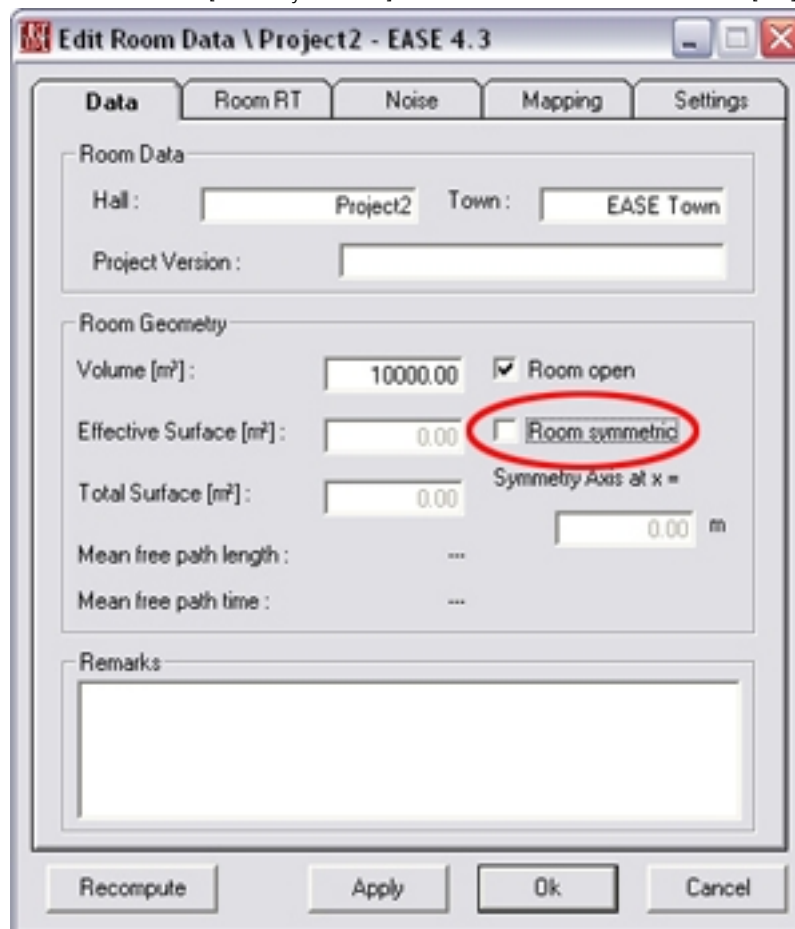 Edit Room Data \ Project2 - EASE 4.3
Data Room RT Noise Mapping Settings
Room Data
Hall : Project2 Town : EASE Town
Project Version :
Room Geometry
Volume [m³] : 10000.00 Room open
Effective Surface [m²] : 0.00 Room symmetric
Total Surface [m²] : 0.00 Symmetry Axis at x =
0.00 m
Mean free path length : ---
Mean free path time : ---
Remarks
Recompute Apply Ok Cancel